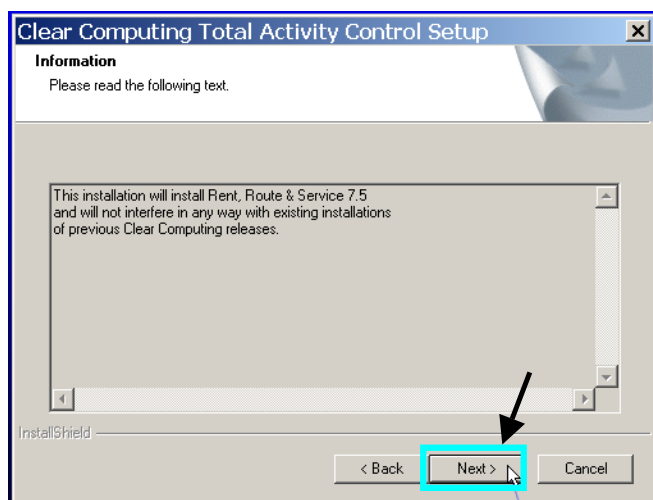 Clear Computing Total Activity Control Setup
Information
Please read the following text.
This installation will install Rent, Route & Service 7.5
and will not interfere in any way with existing installations
of previous Clear Computing releases.
InstallShield
< Back Next > Cancel